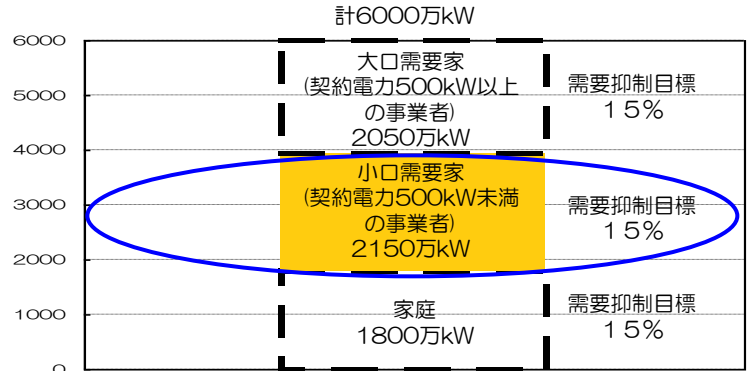 計6000万kW
6000
5000
4000
3000
2000
1000
0
大口需要家
(契約電力500kW以上
の事業者)
2050万kW
需要抑制目標
15%
小口需要家
(契約電力500kW未満
の事業者)
2150万kW
需要抑制目標
15%
家庭
1800万kW
需要抑制目標
15%